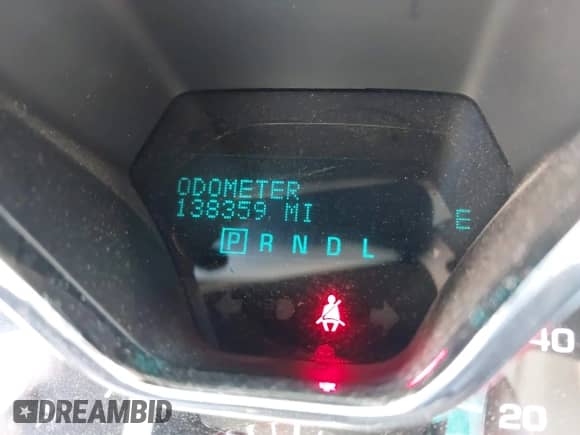 ODOMETER
138359 MI
E
P R N D L
40
20
DREAMBID